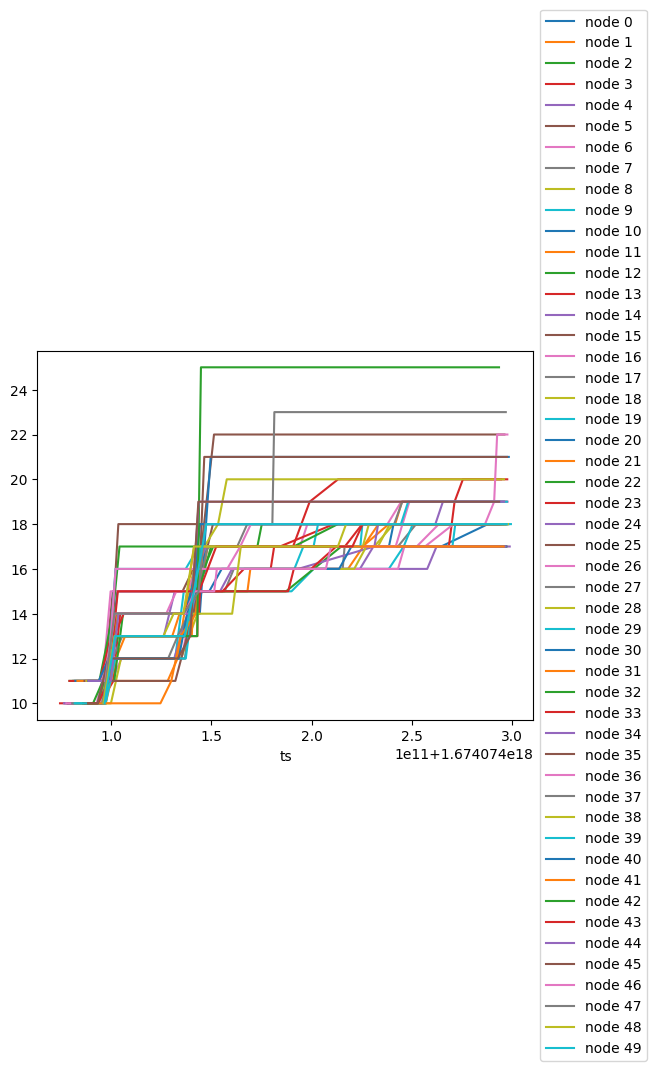 24
22
20
18
16
14
12
10
1.0
1.5
2.0
2.5
3.0
ts
1e11+1.674074e18
node 0
node 1
node 2
node 3
node 4
node 5
node 6
node 7
node 8
node 9
node 10
node 11
node 12
node 13
node 14
node 15
node 16
node 17
node 18
node 19
node 20
node 21
node 22
node 23
node 24
node 25
node 26
node 27
node 28
node 29
node 30
node 31
node 32
node 33
node 34
node 35
node 36
node 37
node 38
node 39
node 40
node 41
node 42
node 43
node 44
node 45
node 46
node 47
node 48
node 49